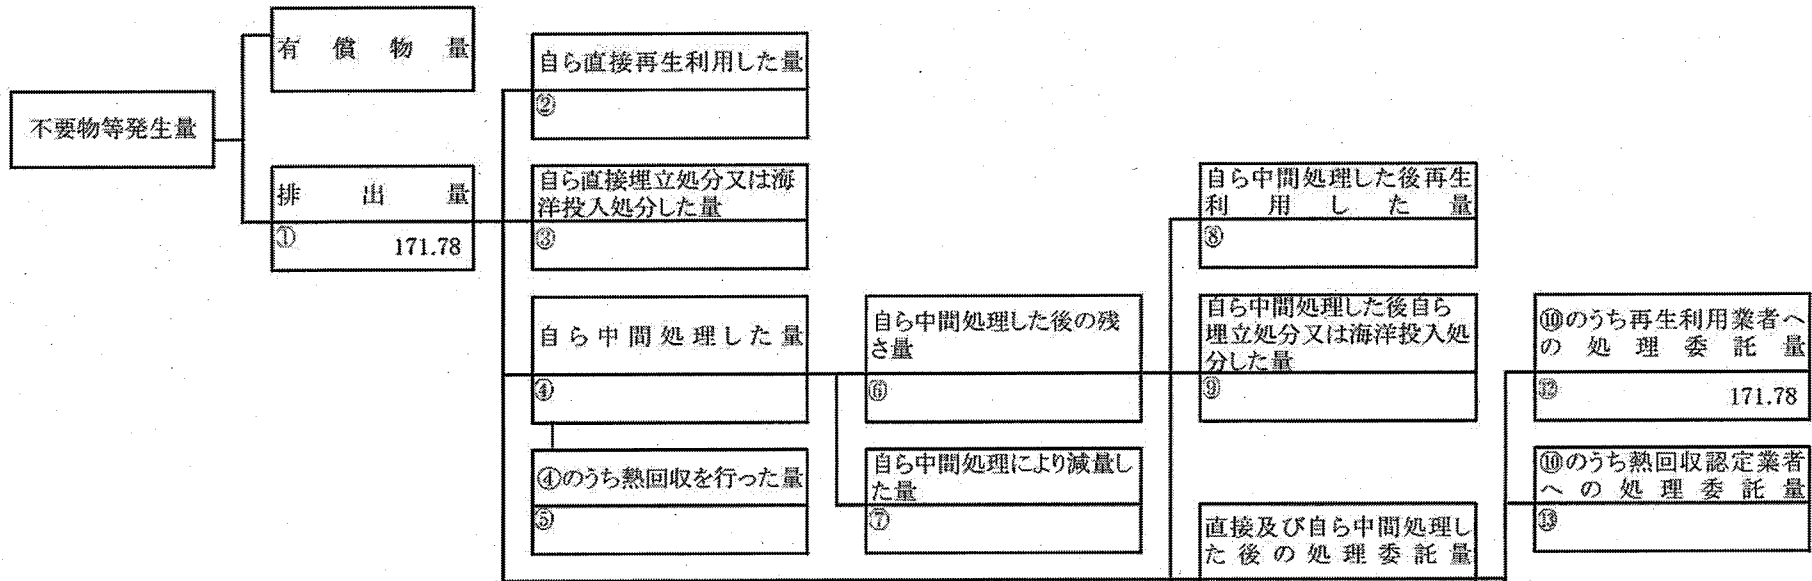 不要物等発生量
有償物量
排出量
①
171.78
自ら直接再生利用した量
②
自ら直接埋立処分又は海
洋投入処分した量
③
自ら中間処理した量
④
④のうち熱回収を行った量
⑤
自ら中間処理した後の残
さ量
⑥
自ら中間処理により減量し
た量
⑦
自ら中間処理した後再生
利用した量
⑧
自ら中間処理した後自ら
埋立処分又は海洋投入処
分した量
⑨
直接及び自ら中間処理し
た後の処理委託量
⑩のうち再生利用業者へ
の処理委託量
⑫
171.78
⑩のうち熱回収認定業者
への処理委託量
⑬